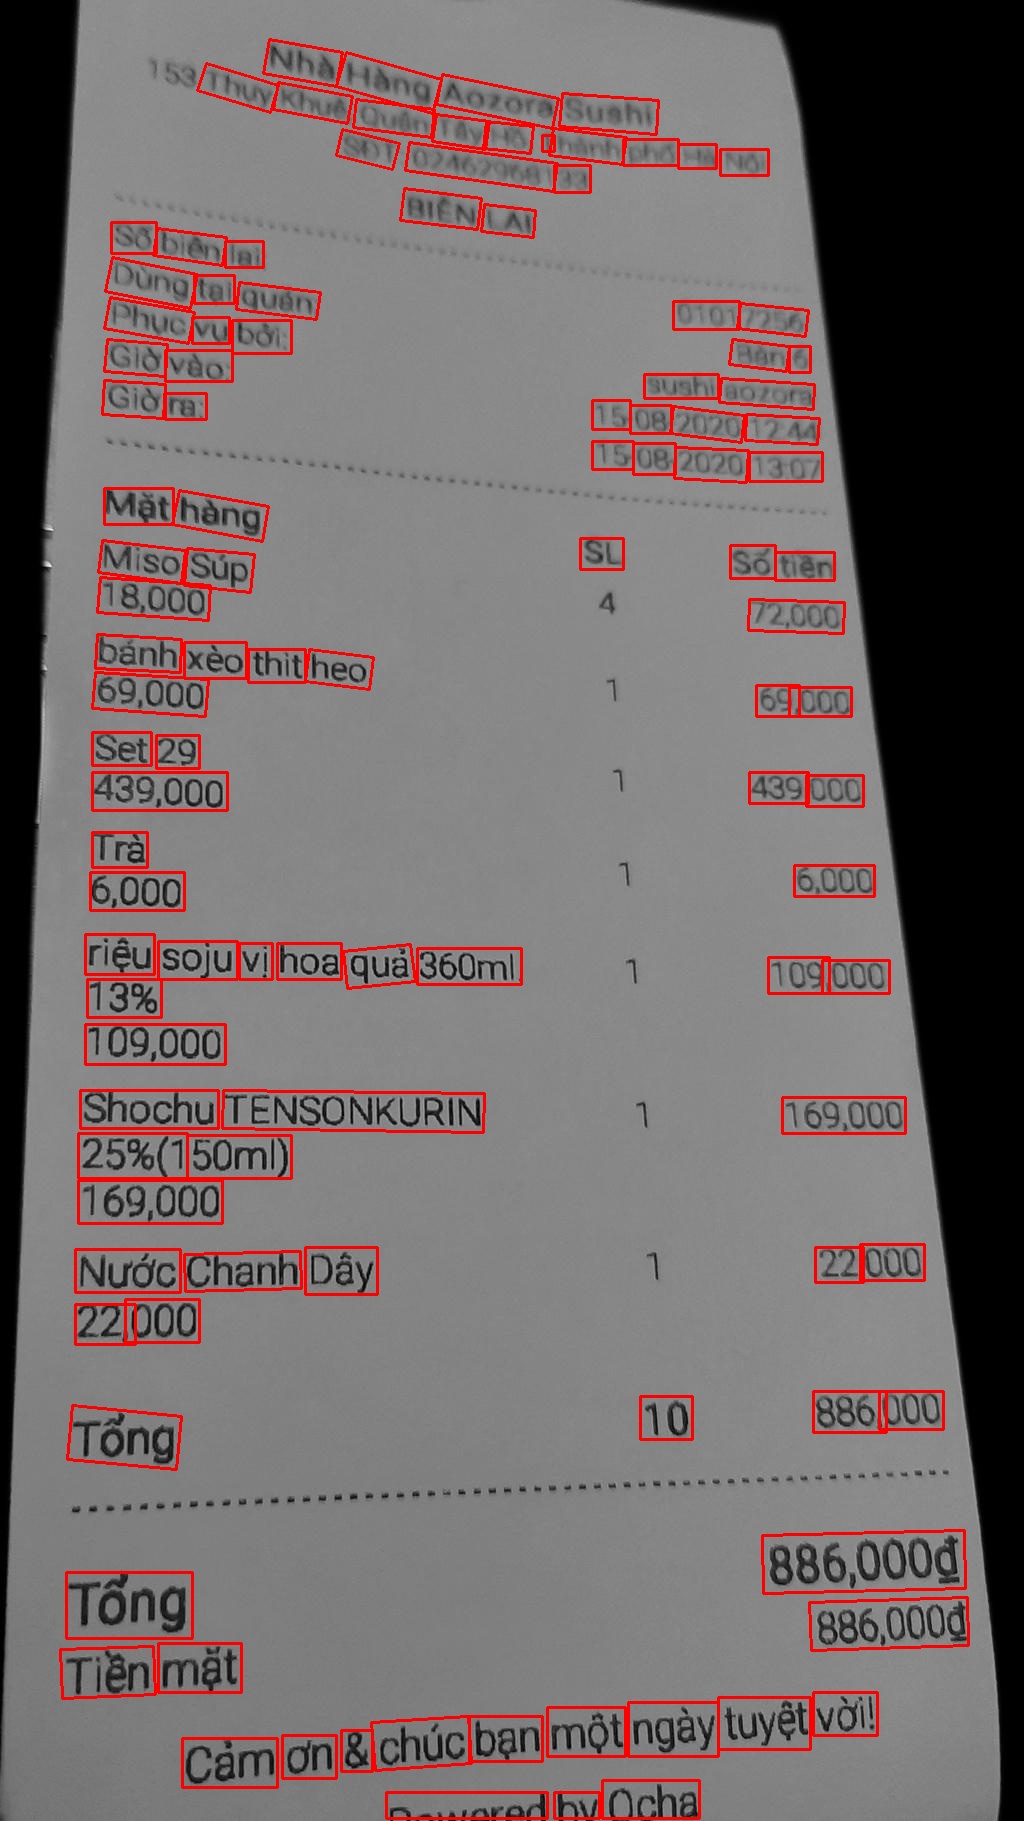 Nhà Hàng Aozora Sushi
153 Thụy Khuê Quận Tây Hồ, thành phố Hà Nội
SĐT 02462968133
BIÊN LAI
Số biên lai 01017256
Dùng tại quán Bàn 6
Phục vụ bởi: sushi aozora
Giờ vào: 15-08-2020 12:44
Giờ ra: 15-08-2020 13:07
Mặt hàng SL Số tiền
Miso Súp
18,000 4 72,000
bánh xèo thit heo
69,000 1 69,000
Set 29
439,000 1 439,000
Trà
6,000 1 6,000
riệu soju vị hoa quả 360ml 1 109,000
13%
109,000
Shochu TENSONKURIN 1 169,000
25%(150ml)
169,000
Nước Chanh Dây 1 22,000
22,000
Tổng 10 886,000
Tổng 886,000₫
Tiền mặt 886,000₫
Cảm ơn & chúc bạn một ngày tuyệt vời!
Powered by Ocha